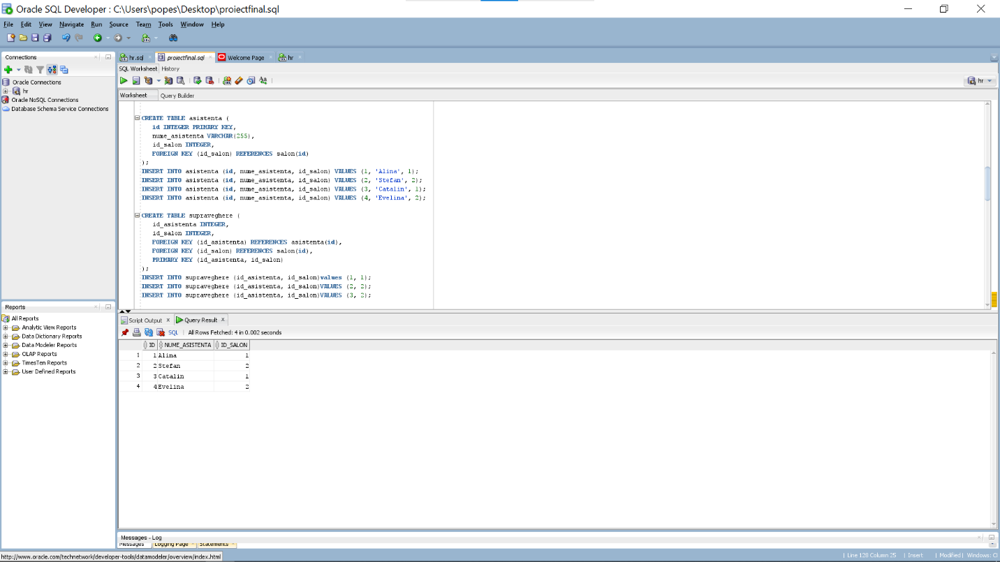 Oracle SQL Developer : C:\Users\popes\Desktop\proiectfinal.sql
File Edit View Navigate Run Source Team Tools Window Help
Connections
Oracle Connections
hr
Oracle NoSQL Connections
Database Schema Service Connections
hr.sql proiectfinal.sql Welcome Page hr
SQL Worksheet History
hr
Worksheet Query Builder
CREATE TABLE asistenta (
id INTEGER PRIMARY KEY,
nume_asistenta VARCHAR(255),
id_salon INTEGER,
FOREIGN KEY (id_salon) REFERENCES salon(id)
);
INSERT INTO asistenta (id, nume_asistenta, id_salon) VALUES (1, 'Alina', 1);
INSERT INTO asistenta (id, nume_asistenta, id_salon) VALUES (2, 'Stefan', 2);
INSERT INTO asistenta (id, nume_asistenta, id_salon) VALUES (3, 'Catalin', 1);
INSERT INTO asistenta (id, nume_asistenta, id_salon) VALUES (4, 'Evelina', 2);
CREATE TABLE supraveghere (
id_asistenta INTEGER,
id_salon INTEGER,
FOREIGN KEY (id_asistenta) REFERENCES asistenta(id),
FOREIGN KEY (id_salon) REFERENCES salon(id),
PRIMARY KEY (id_asistenta, id_salon)
);
INSERT INTO supraveghere (id_asistenta, id_salon)values (1, 1);
INSERT INTO supraveghere (id_asistenta, id_salon)VALUES (2, 2);
INSERT INTO supraveghere (id_asistenta, id_salon)VALUES (3, 2);
Reports
All Reports
Analytic View Reports
Data Dictionary Reports
Data Modeler Reports
OLAP Reports
TimesTen Reports
User Defined Reports
Script Output x Query Result x
SQL | All Rows Fetched: 4 in 0.002 seconds
ID NUME_ASISTENTA ID_SALON
1 1 Alina 1
2 2 Stefan 2
3 3 Catalin 1
4 4 Evelina 2
Messages - Log
Messages Logging Page Statements
http://www.oracle.com/technetwork/developer-tools/datamodeler/overview/index.html
| Line 128 Column 25 | Insert | Modified | Windows: C